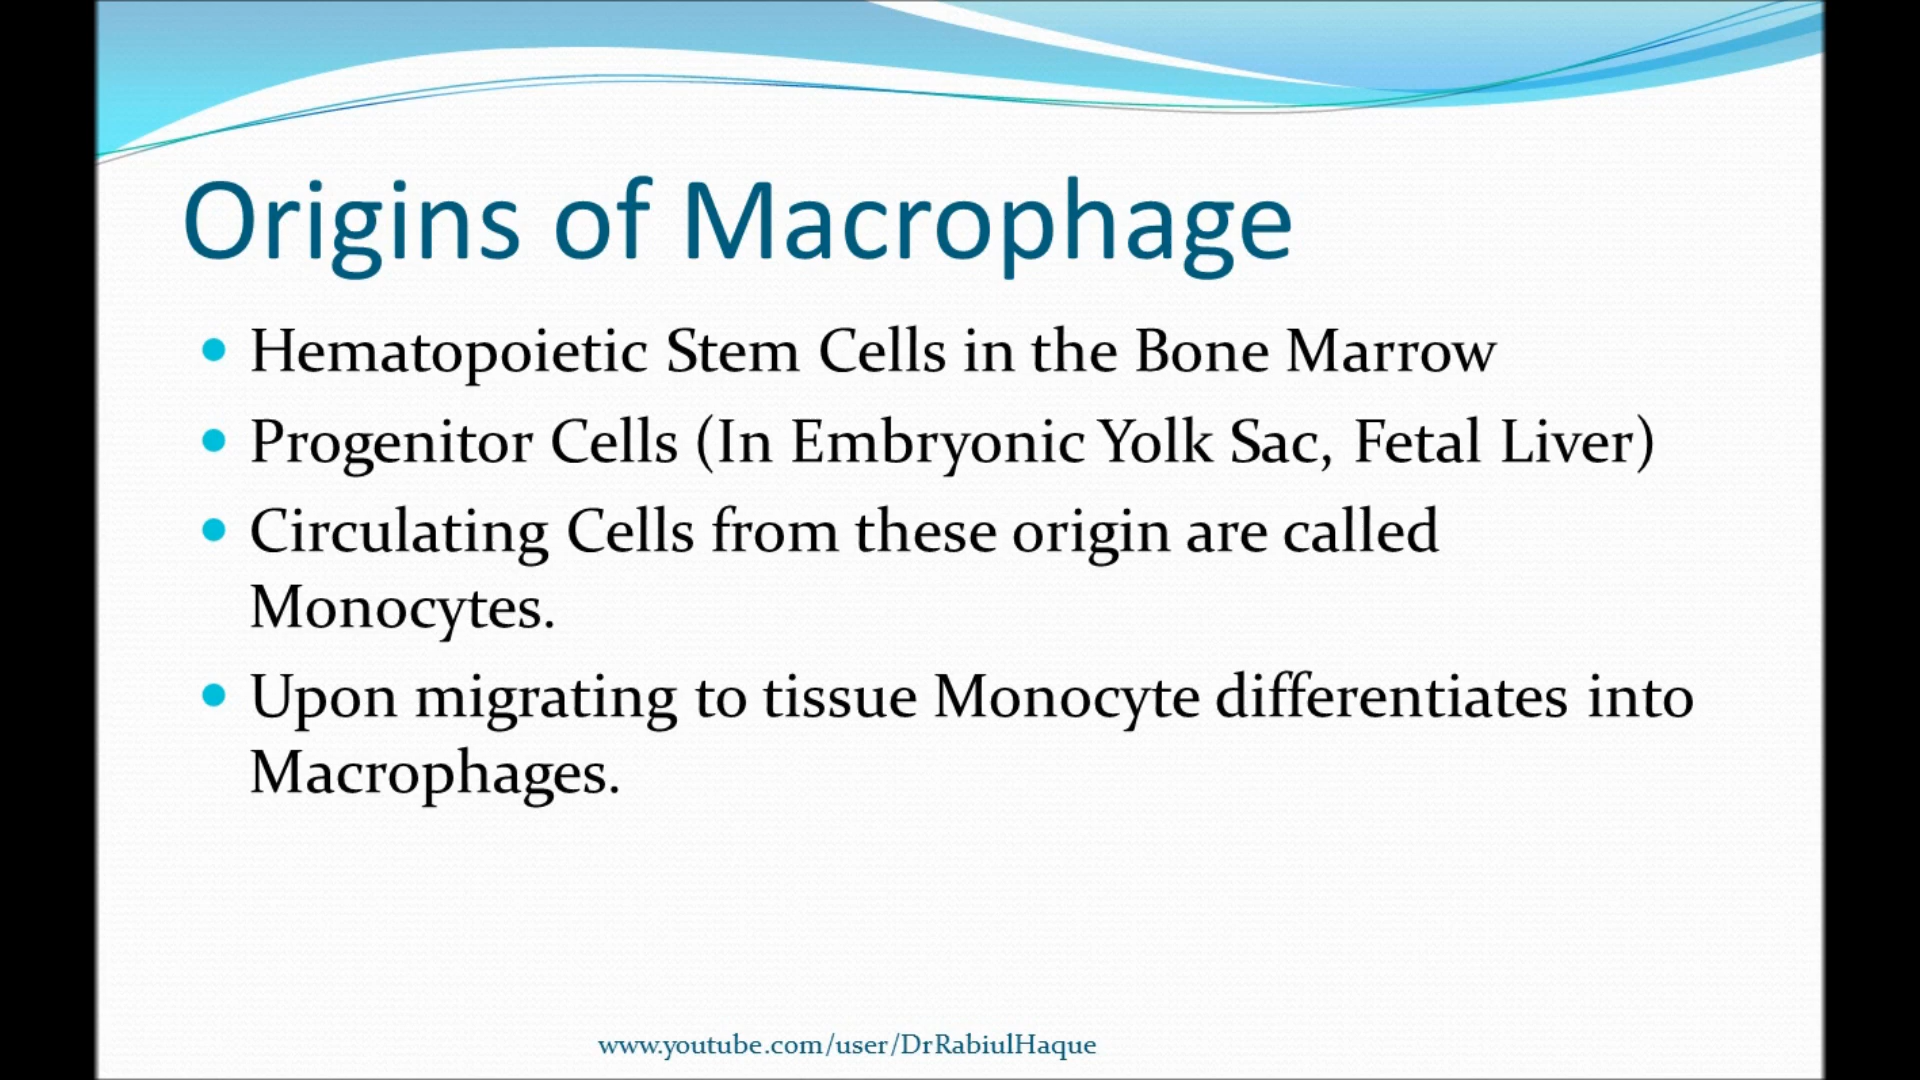 Origins of Macrophage
• Hematopoietic Stem Cells in the Bone Marrow
• Progenitor Cells (In Embryonic Yolk Sac, Fetal Liver)
• Circulating Cells from these origin are called
Monocytes.
• Upon migrating to tissue Monocyte differentiates into
Macrophages.
www.youtube.com/user/DrRabiulHaque